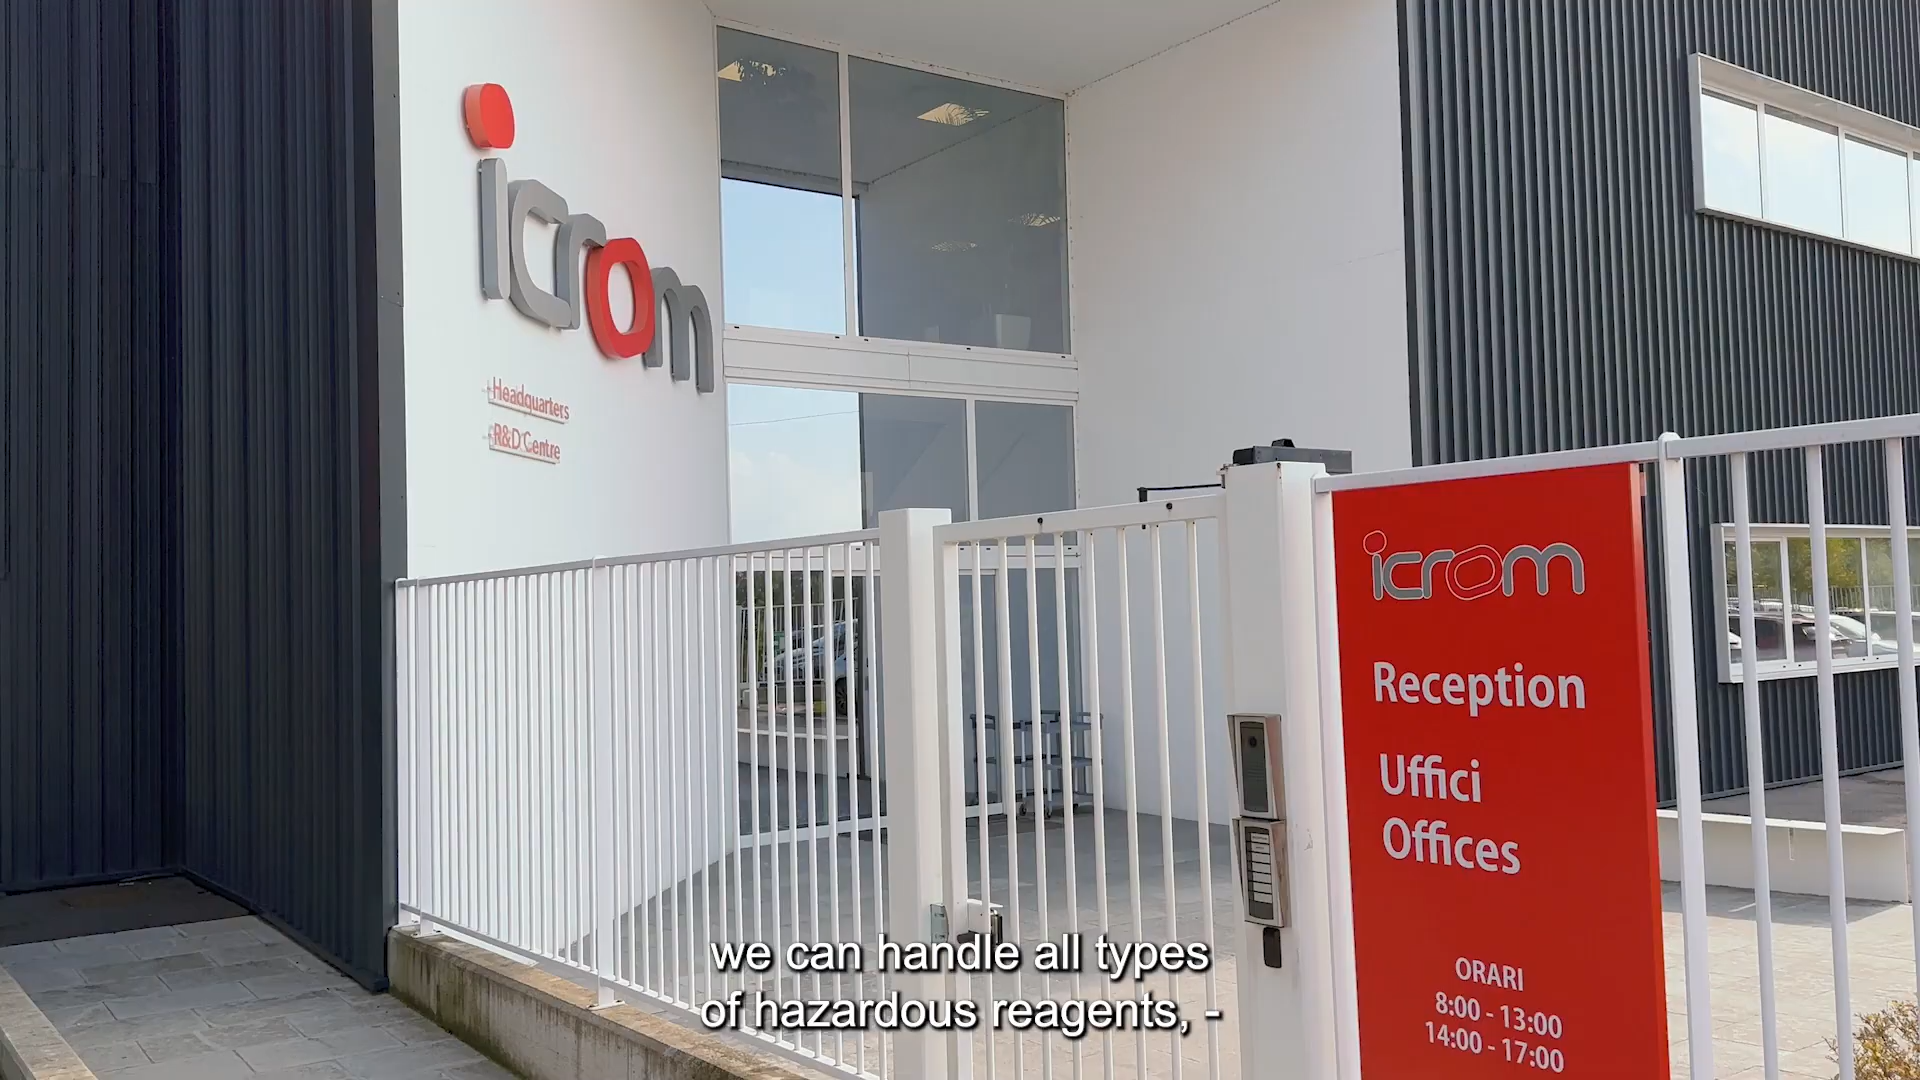 icrom
Headquarters
R&D Centre
icrom
Reception
Uffici
Offices
ORARI
8:00 - 13:00
14:00 - 17:00
we can handle all types
of hazardous reagents, -